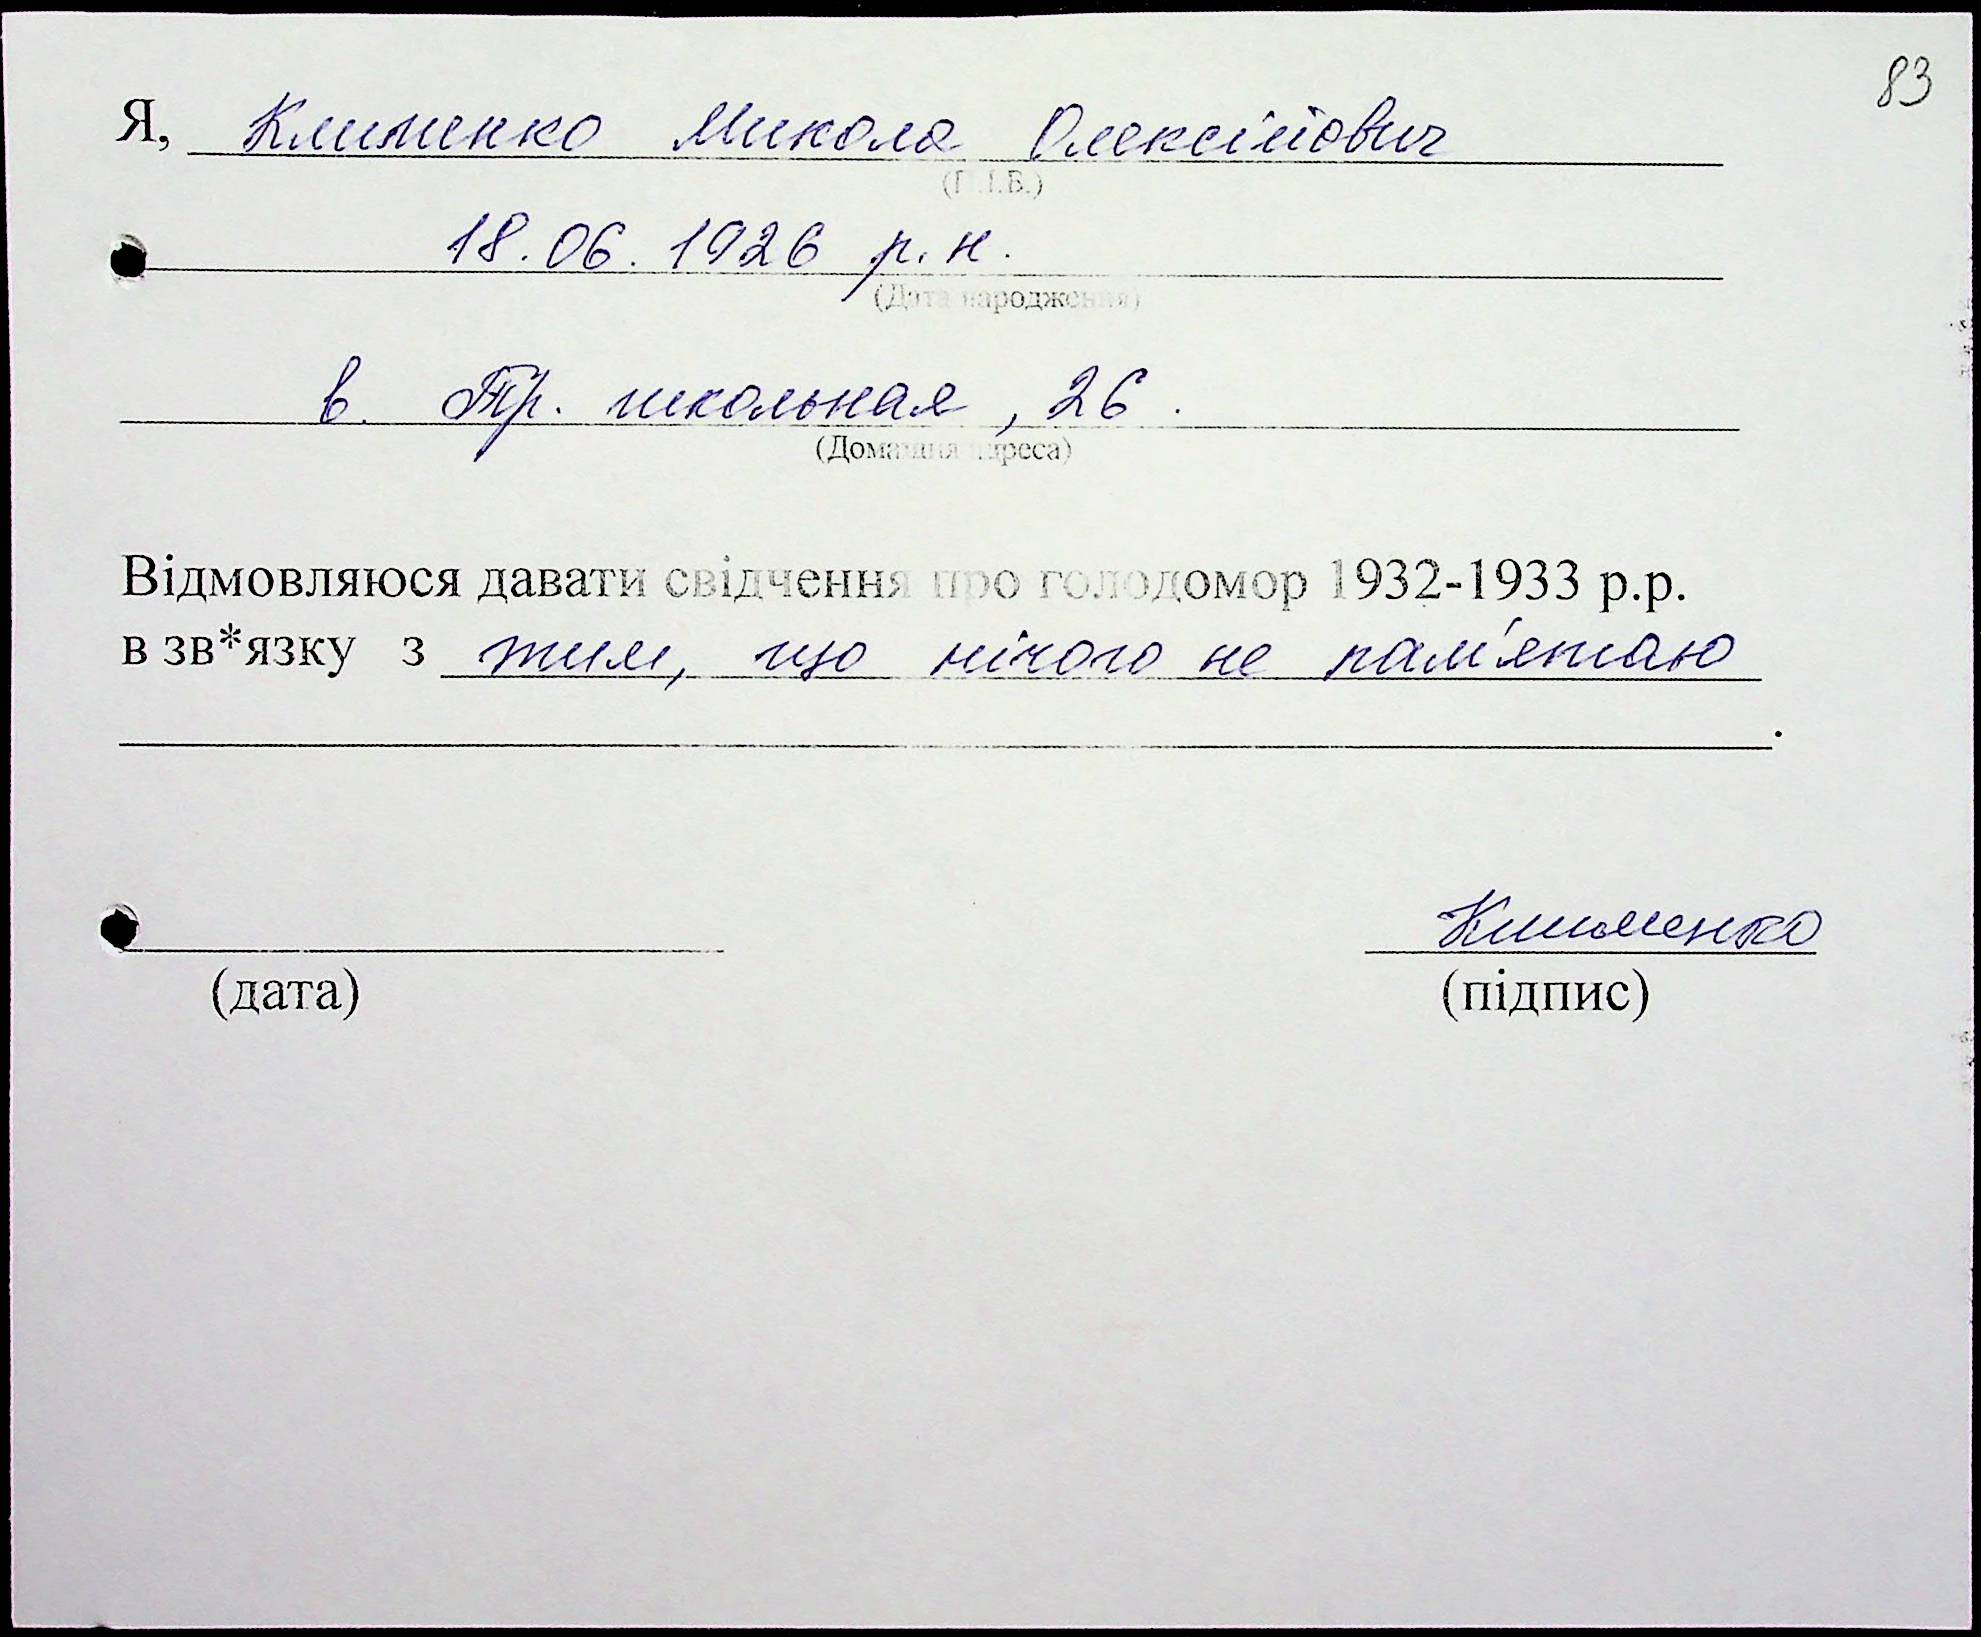 83
Я, Клименко Микола Олексійович
(П.І.Б.)
18.06.1926 р.н.
(Дата народження)
в. Тр. школьная, 26.
(Домашня адреса)
Відмовляюся давати свідчення про голодомор 1932-1933 р.р.
в зв*язку з тим, що нічого не пам'ятаю
.
Клименко
(дата) (підпис)